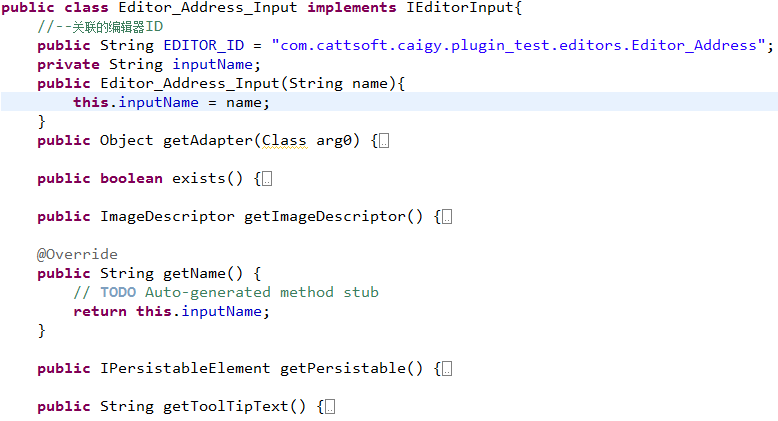 public class Editor_Address_Input implements IEditorInput{
//--关联的编辑器ID
public String EDITOR_ID = "com.cattsoft.caigy.plugin_test.editors.Editor_Address";
private String inputName;
public Editor_Address_Input(String name){
this.inputName = name;
}
public Object getAdapter(Class arg0) {
public boolean exists() {
public ImageDescriptor getImageDescriptor() {
@Override
public String getName() {
// TODO Auto-generated method stub
return this.inputName;
}
public IPersistableElement getPersistable() {
public String getToolTipText() {